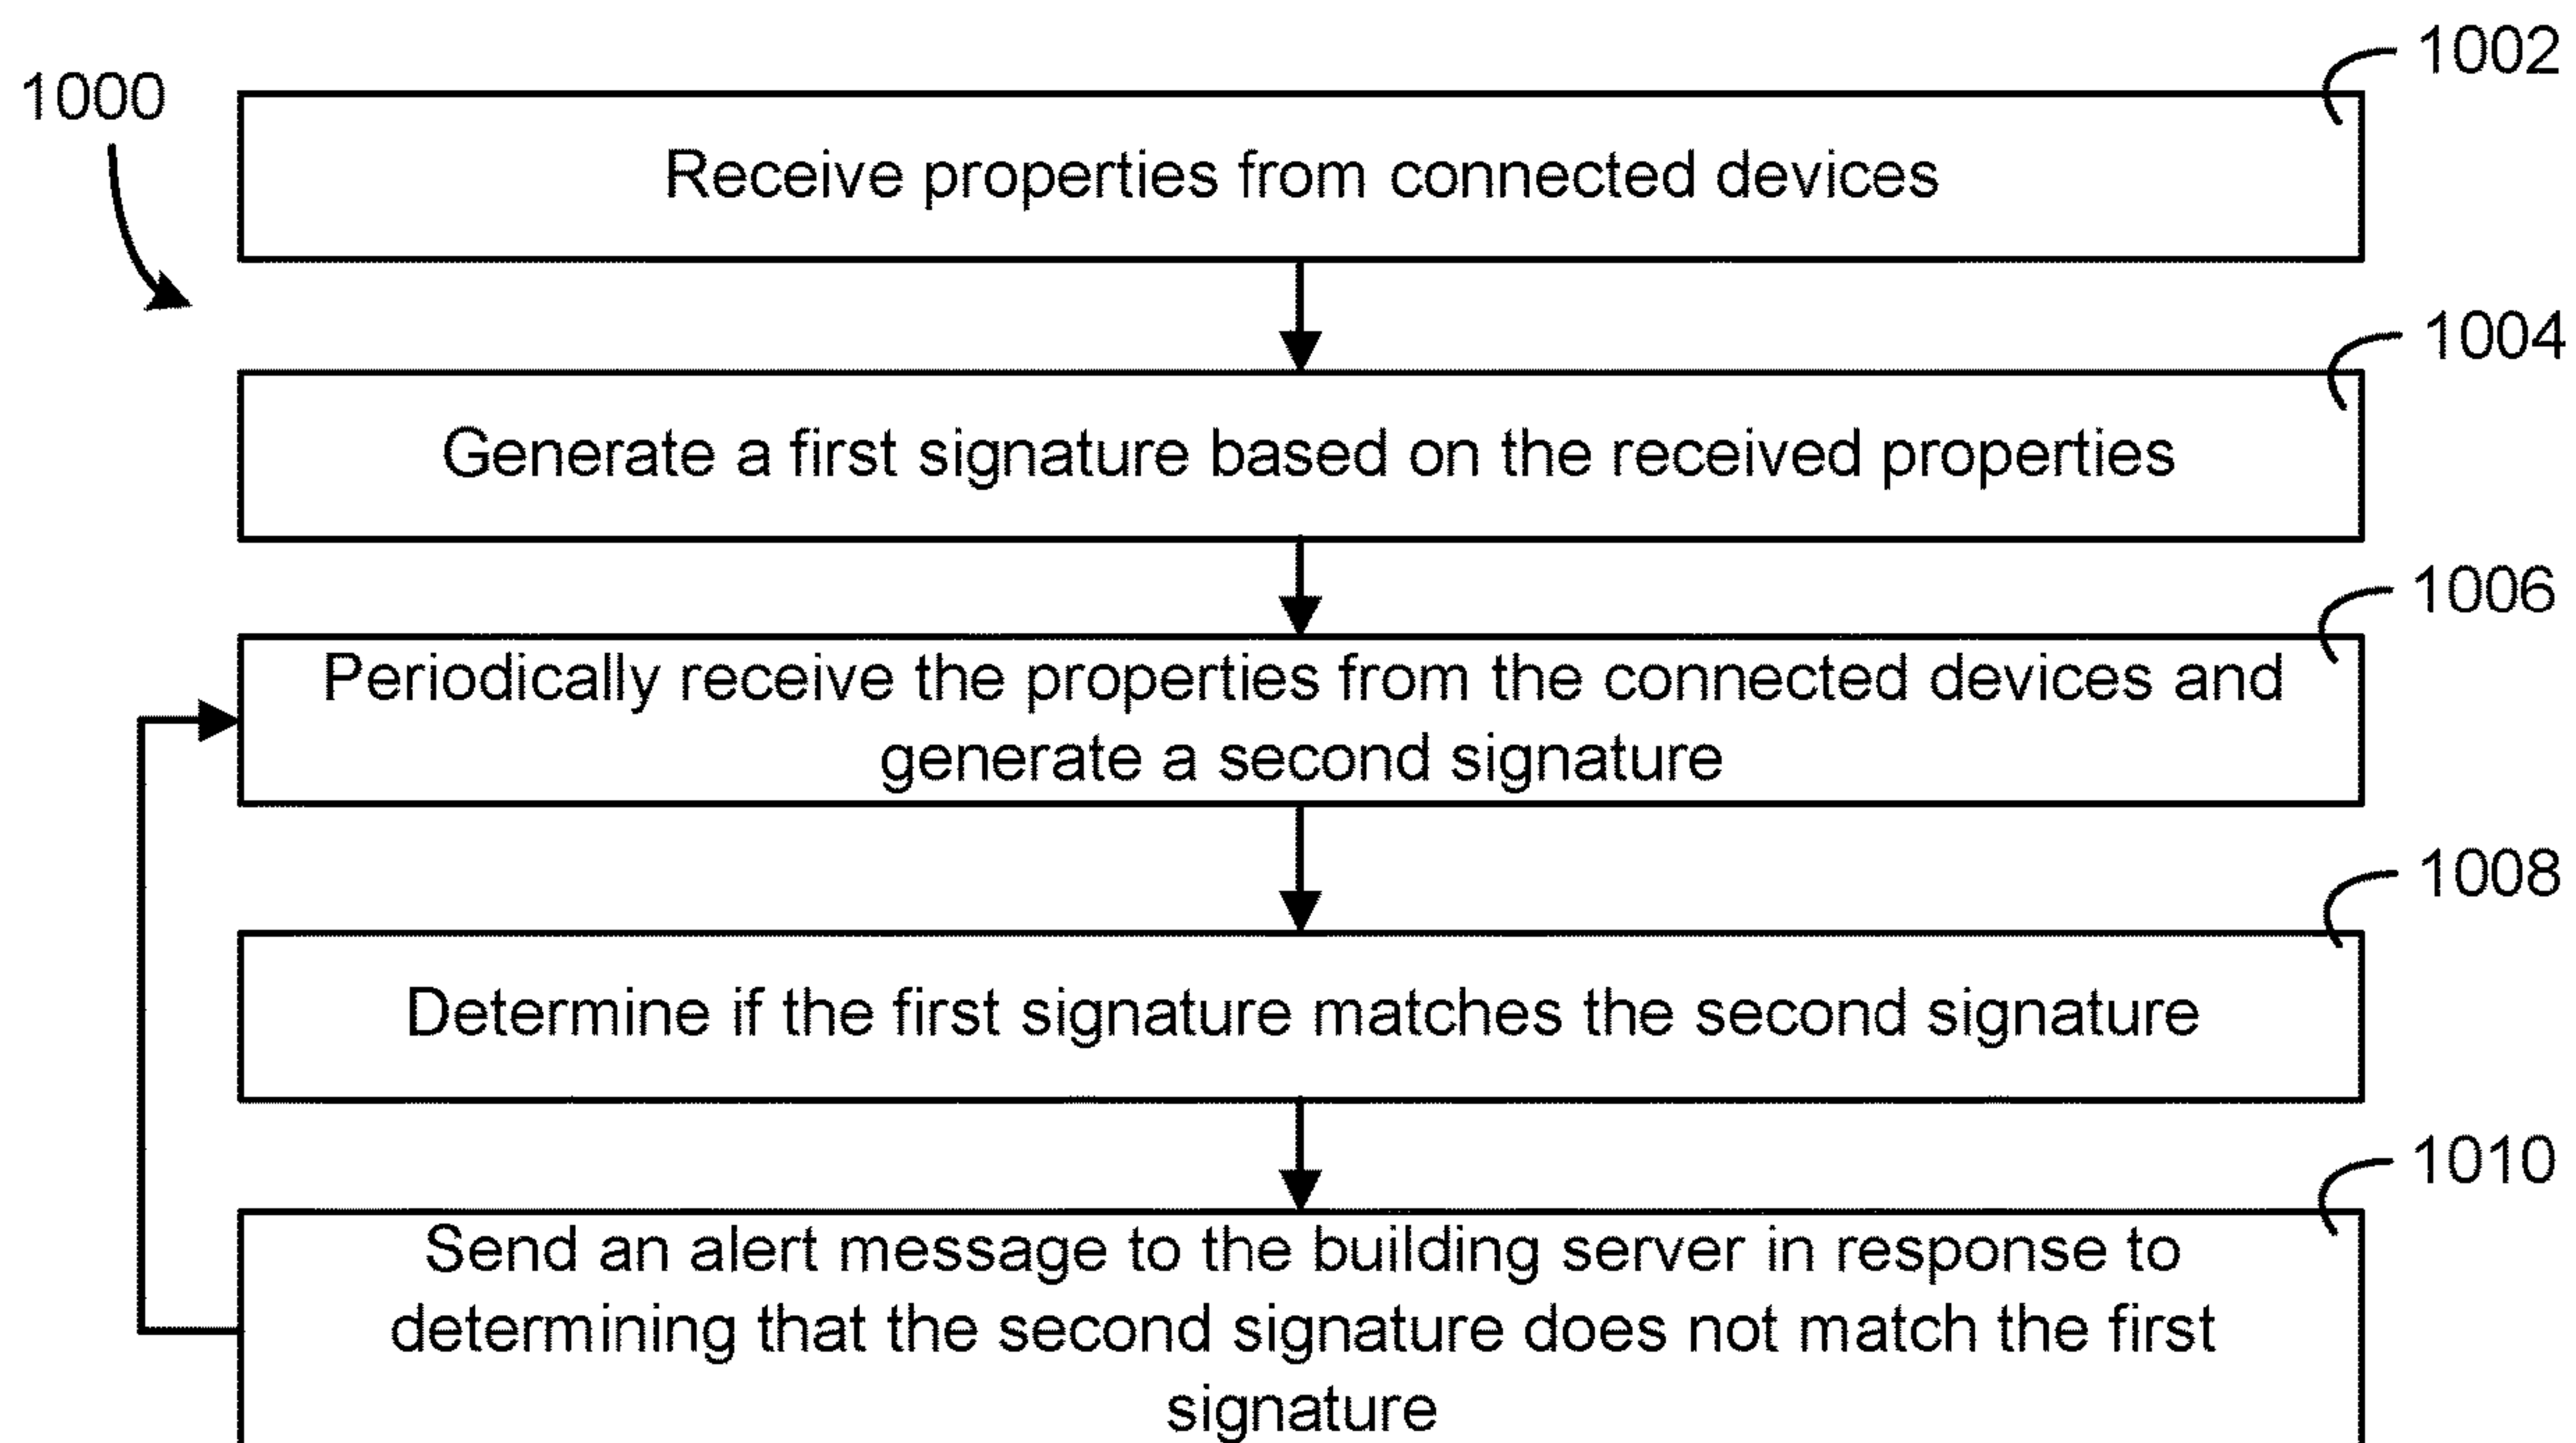 1000
1002
Receive properties from connected devices
1004
Generate a first signature based on the received properties
1006
Periodically receive the properties from the connected devices and
generate a second signature
1008
Determine if the first signature matches the second signature
1010
Send an alert message to the building server in response to
determining that the second signature does not match the first
signature